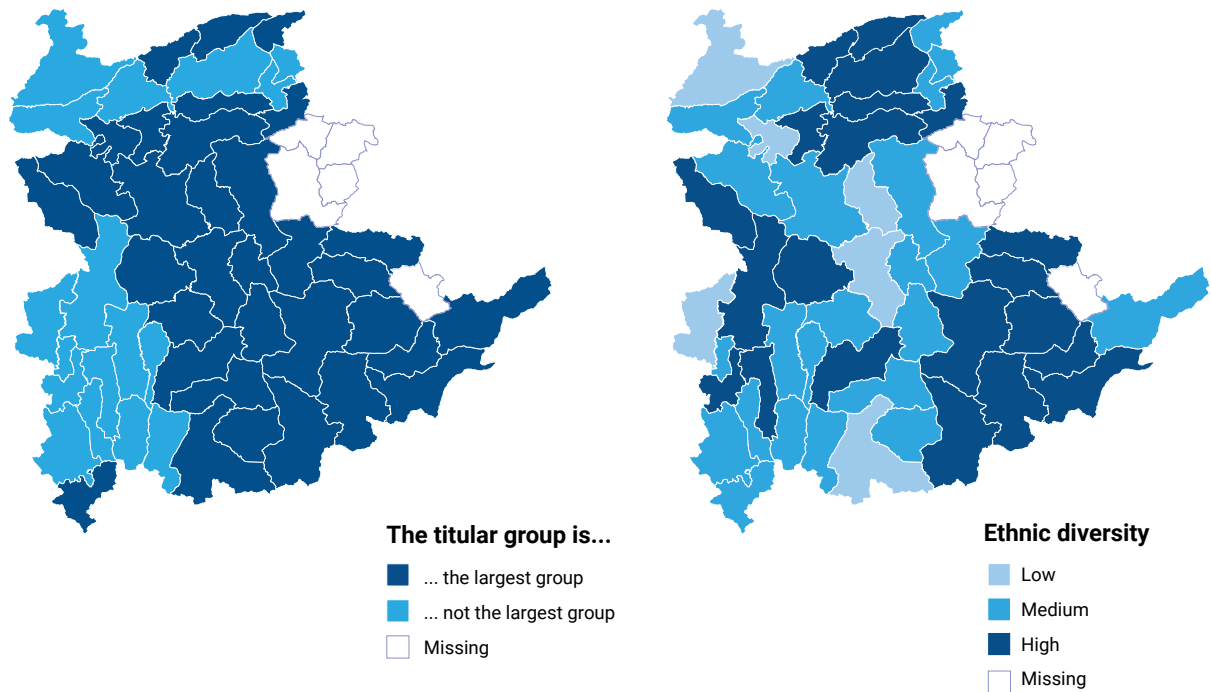 The titular group is...
... the largest group
... not the largest group
Missing
Ethnic diversity
Low
Medium
High
Missing